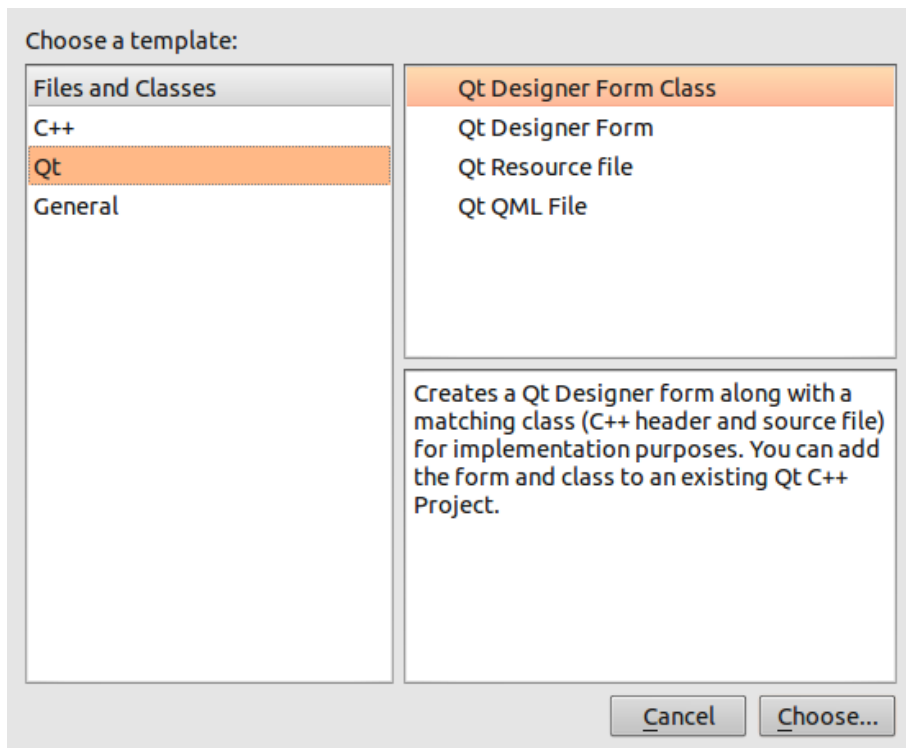 Choose a template:
Files and Classes
C++
Qt
General
Qt Designer Form Class
Qt Designer Form
Qt Resource file
Qt QML File
Creates a Qt Designer form along with a
matching class (C++ header and source file)
for implementation purposes. You can add
the form and class to an existing Qt C++
Project.
Cancel
Choose...